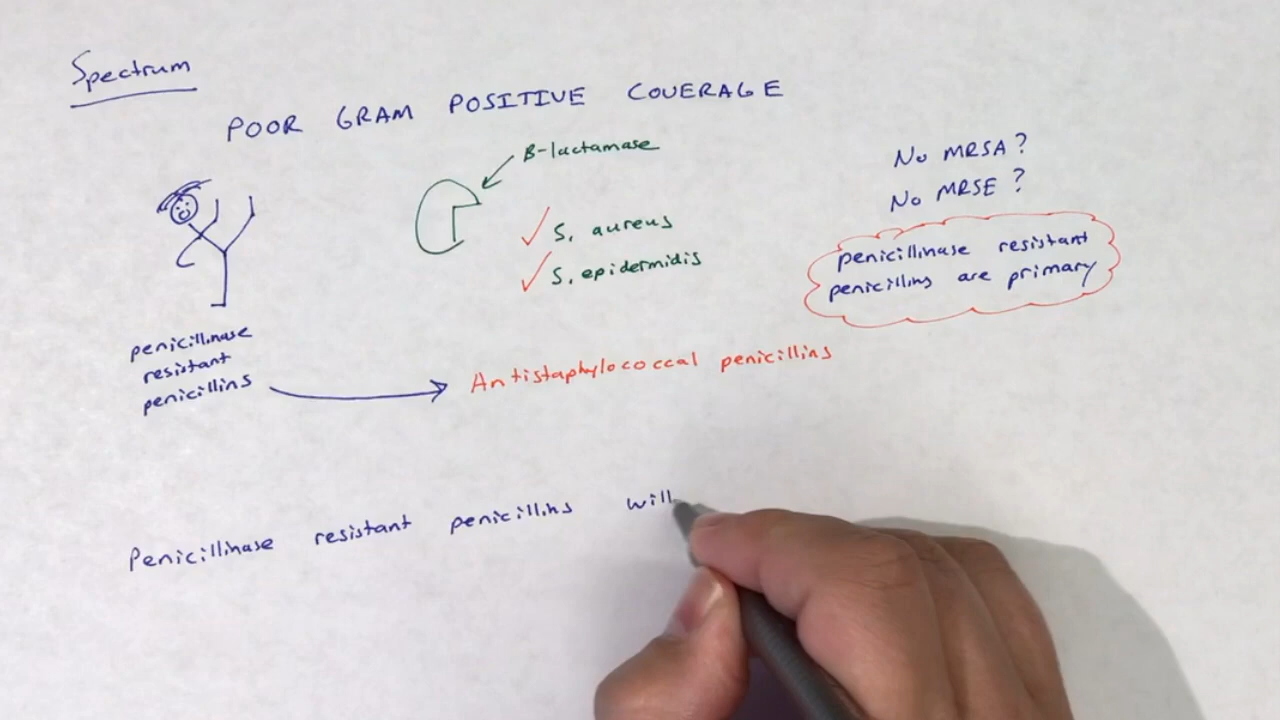 Spectrum
POOR GRAM POSITIVE COVERAGE
β-lactamase
S. aureus
S. epidermidis
No MRSA?
No MRSE?
penicillinase resistant
penicillins are primary
penicillinase
resistant
penicillins
Antistaphylococcal penicillins
Penicillinase resistant penicillins will